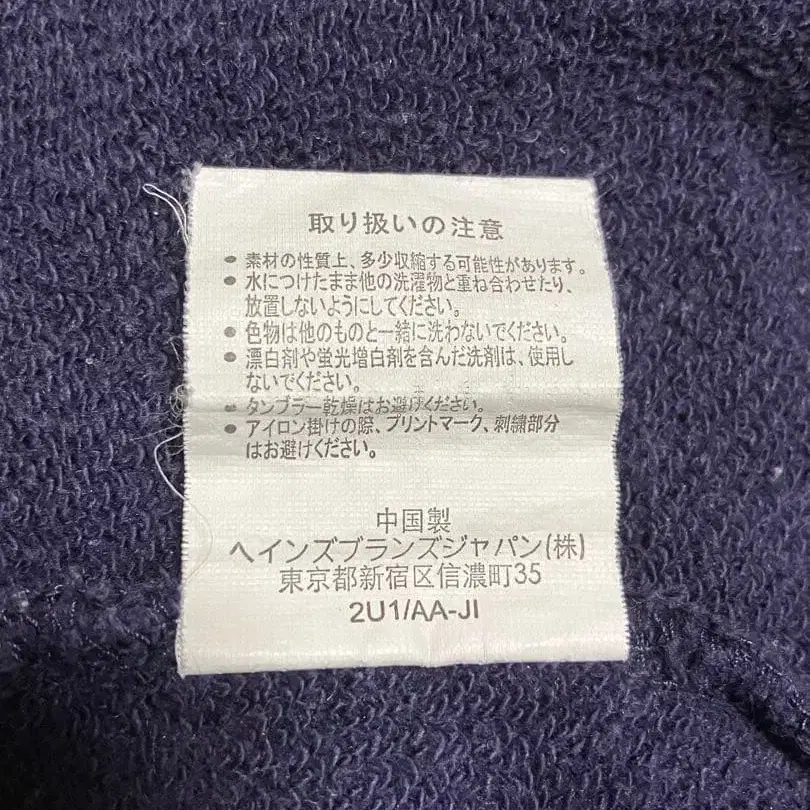 取り扱いの注意
● 素材の性質上、多少収縮する可能性があります。
● 水につけたまま他の洗濯物と重ね合わせたり、
放置しないようにしてください。
● 色物は他のものと一緒に洗わないでください。
● 漂白剤や蛍光増白剤を含んだ洗剤は、使用し
ないでください。
● タンブラー乾燥はお避けください。
● アイロン掛けの際、プリントマーク、刺繍部分
はお避けください。
中国製
ヘインズブランズジャパン(株)
東京都新宿区信濃町35
2U1/AA-JI